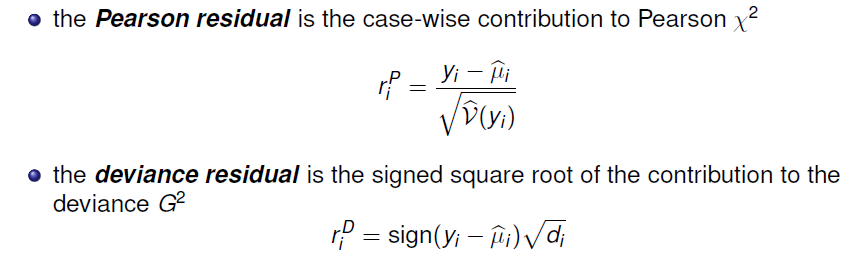 • the Pearson residual is the case-wise contribution to Pearson χ²
r_i^P = (y_i − μ̂_i) / √(𝒱̂(y_i))
• the deviance residual is the signed square root of the contribution to the
deviance G²
r_i^D = sign(y_i − μ̂_i)√d_i